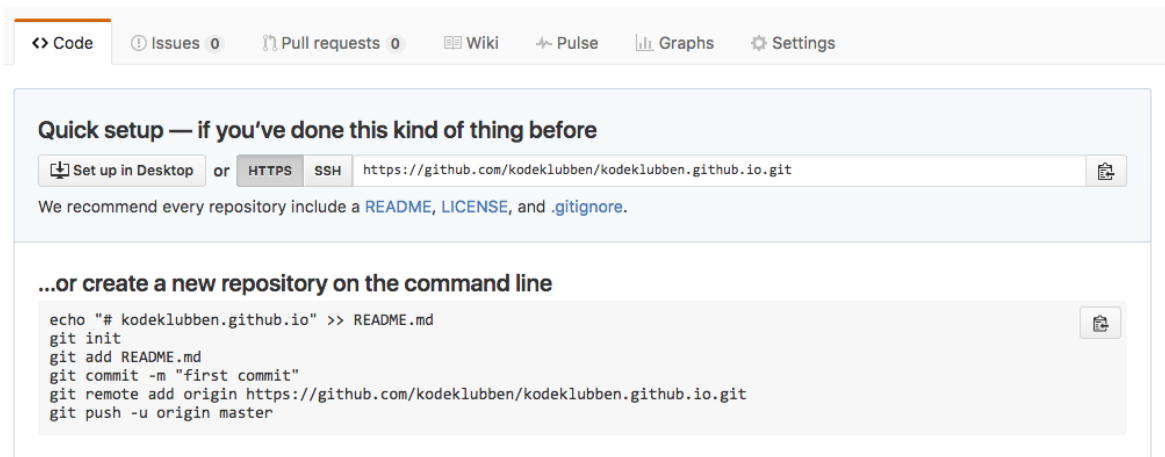 <> Code Issues 0 Pull requests 0 Wiki Pulse Graphs Settings
Quick setup — if you've done this kind of thing before
Set up in Desktop or HTTPS SSH https://github.com/kodeklubben/kodeklubben.github.io.git
We recommend every repository include a README, LICENSE, and .gitignore.
...or create a new repository on the command line
echo "# kodeklubben.github.io" >> README.md
git init
git add README.md
git commit -m "first commit"
git remote add origin https://github.com/kodeklubben/kodeklubben.github.io.git
git push -u origin master